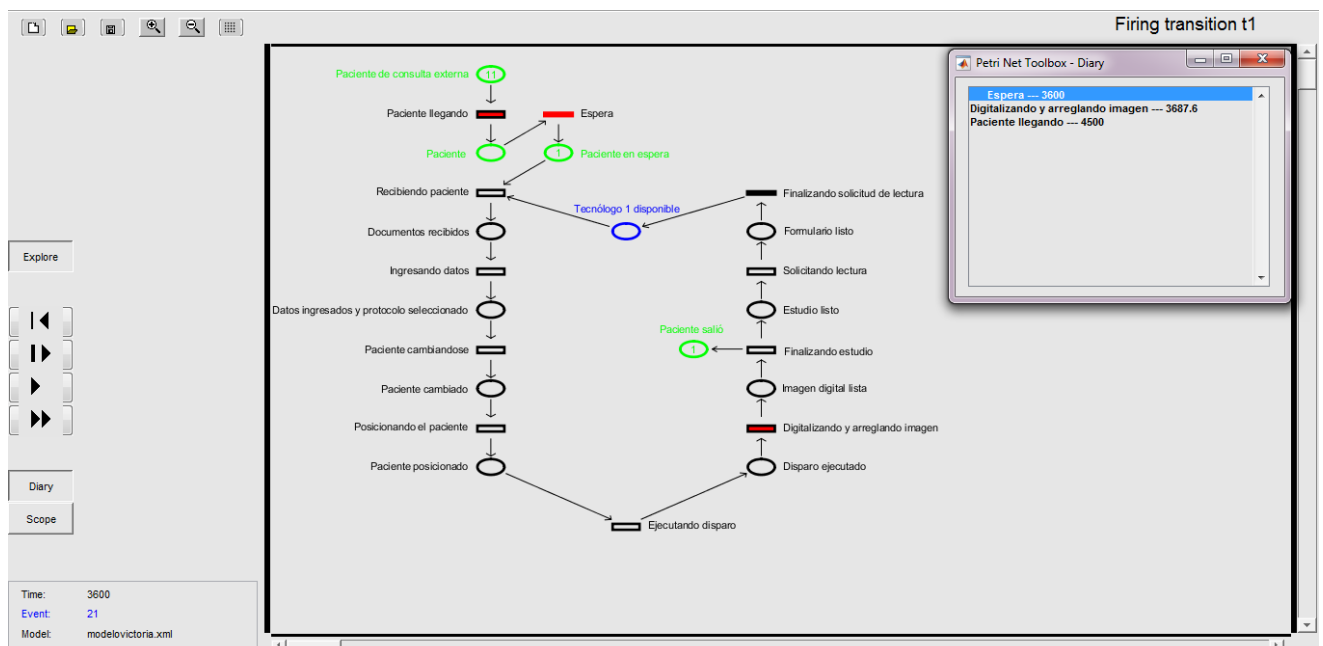 Firing transition t1
Petri Net Toolbox - Diary
Espera --- 3600
Digitalizando y arreglando imagen --- 3687.6
Paciente llegando --- 4500
Paciente de consulta externa
11
Paciente llegando
Espera
Paciente
1
Paciente en espera
Recibiendo paciente
Finalizando solicitud de lectura
Tecnólogo 1 disponible
Documentos recibidos
Formulario listo
Explore
Ingresando datos
Solicitando lectura
Datos ingresados y protocolo seleccionado
Estudio listo
Paciente salió
1
Paciente cambiandose
Finalizando estudio
Paciente cambiado
Imagen digital lista
Posicionando el paciente
Digitalizando y arreglando imagen
Paciente posicionado
Disparo ejecutado
Diary
Scope
Ejecutando disparo
Time: 3600
Event: 21
Model: modelovictoria.xml